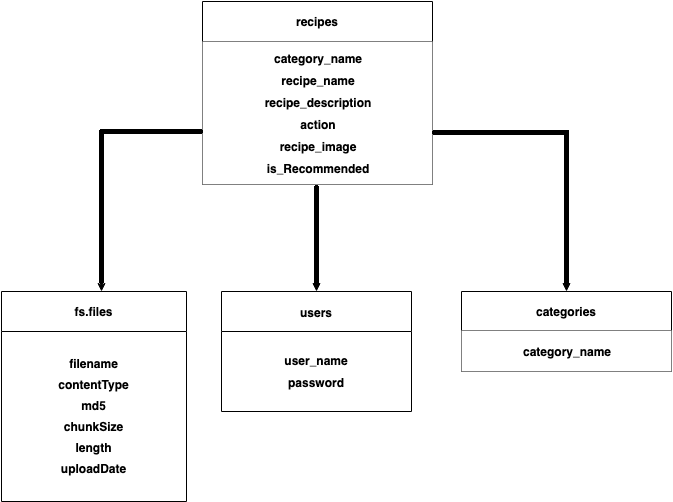 recipes
category_name
recipe_name
recipe_description
action
recipe_image
is_Recommended
fs.files
filename
contentType
md5
chunkSize
length
uploadDate
users
user_name
password
categories
category_name